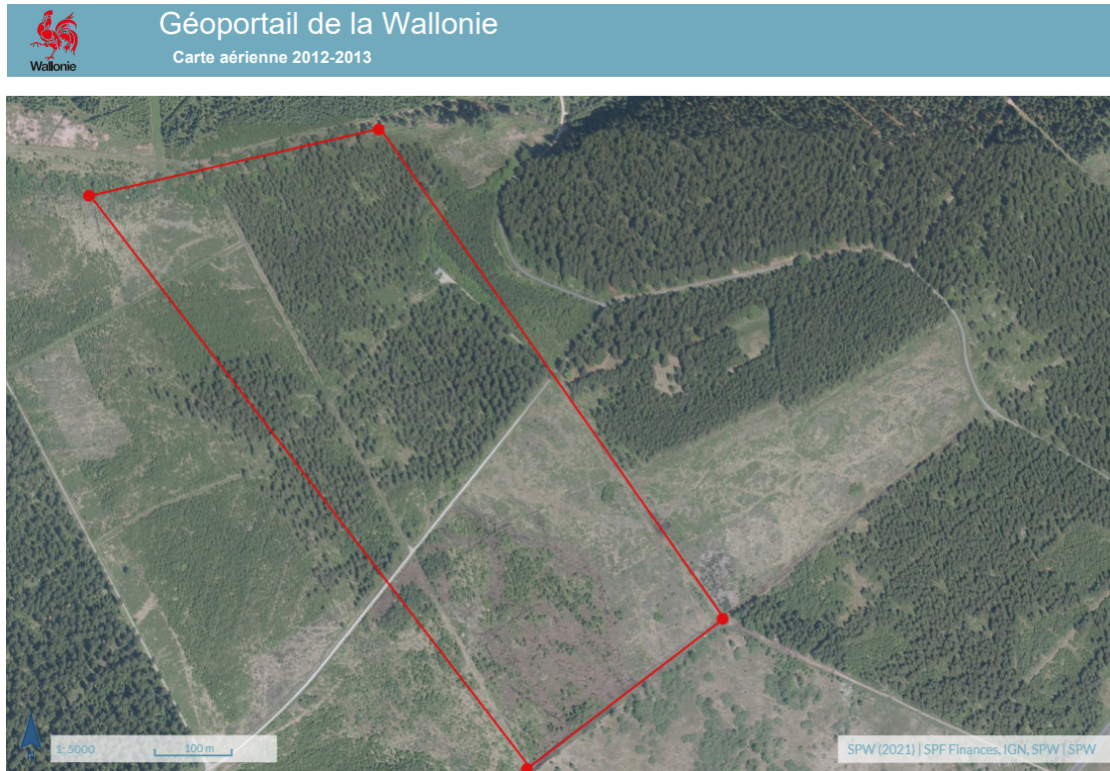 Géoportail de la Wallonie
Carte aérienne 2012-2013
Wallonie
1: 5000
100 m
SPW (2021) | SPF Finances, IGN, SPW | SPW